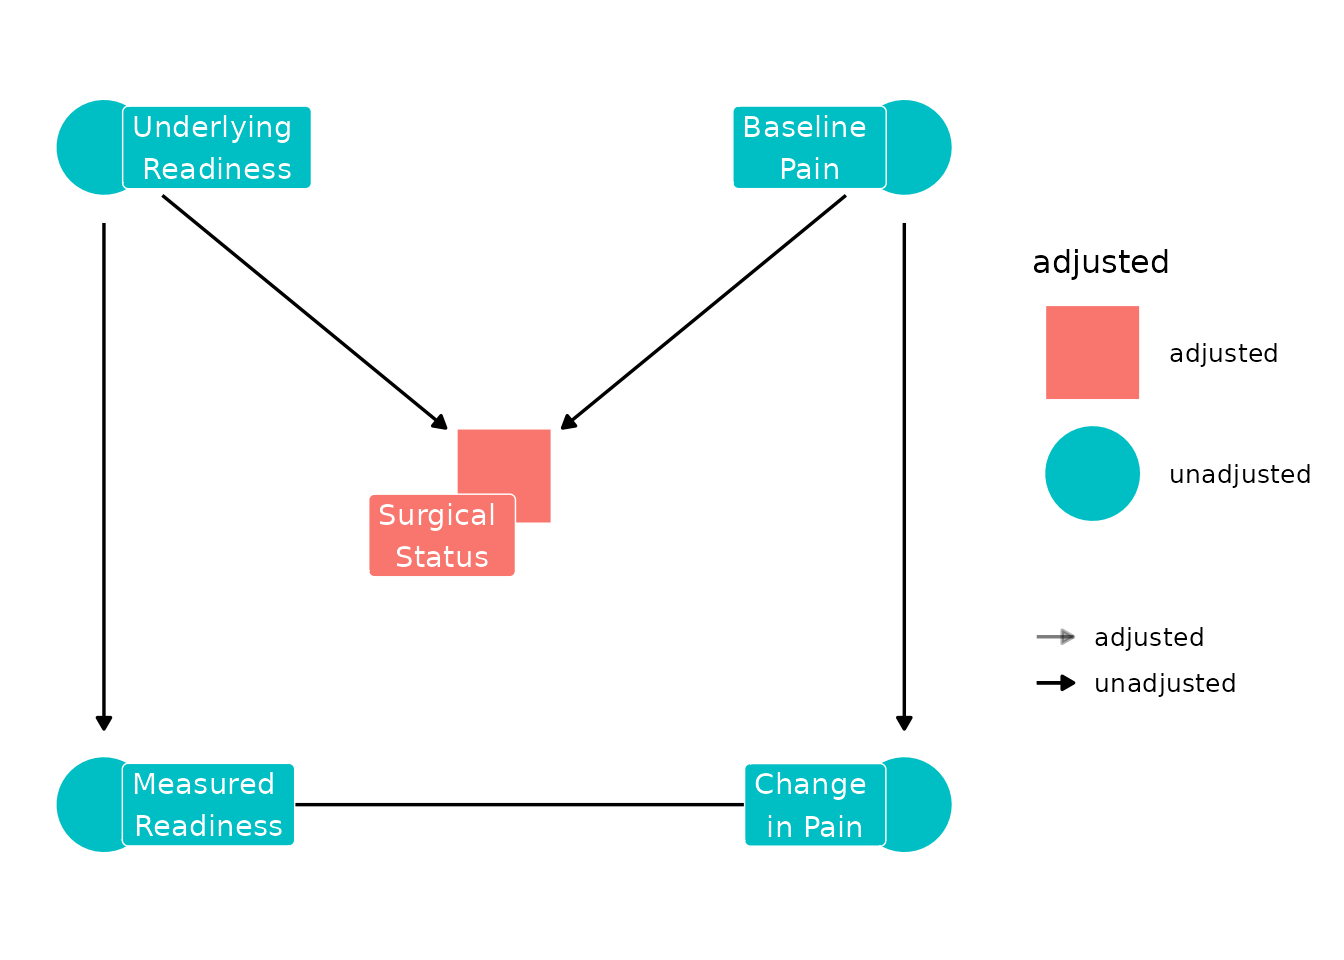 Underlying
Readiness
Baseline
Pain
Surgical
Status
Measured
Readiness
Change
in Pain
adjusted
adjusted
unadjusted
adjusted
unadjusted